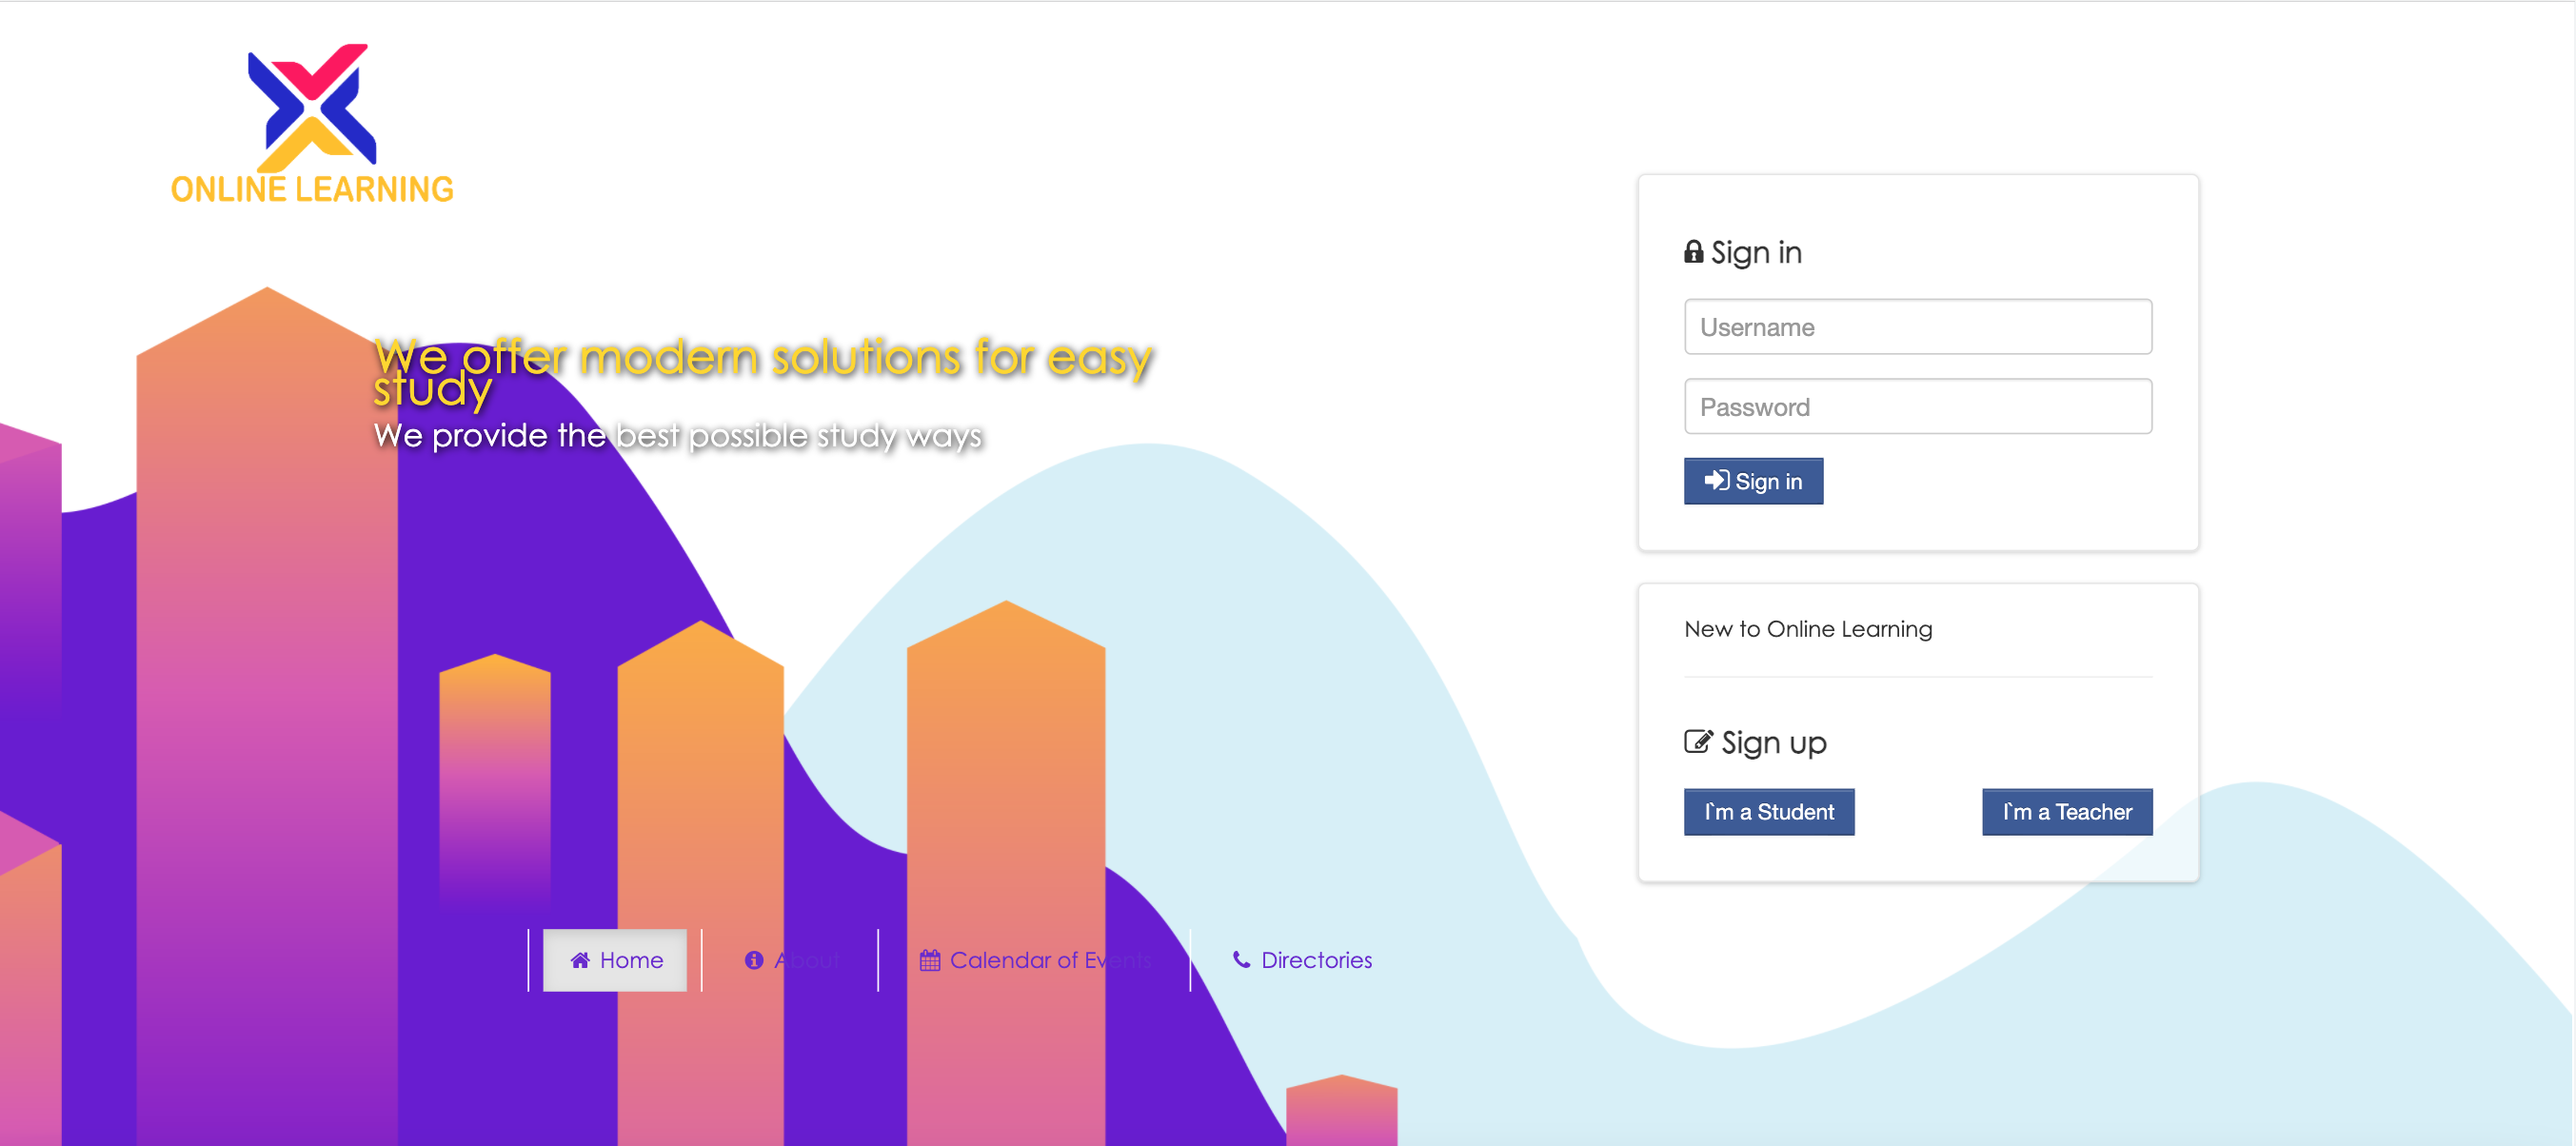 ONLINE LEARNING
We offer modern solutions for easy
study
We provide the best possible study ways
Sign in
Username
Password
Sign in
New to Online Learning
Sign up
I`m a Student
I`m a Teacher
Home
About
Calendar of Events
Directories